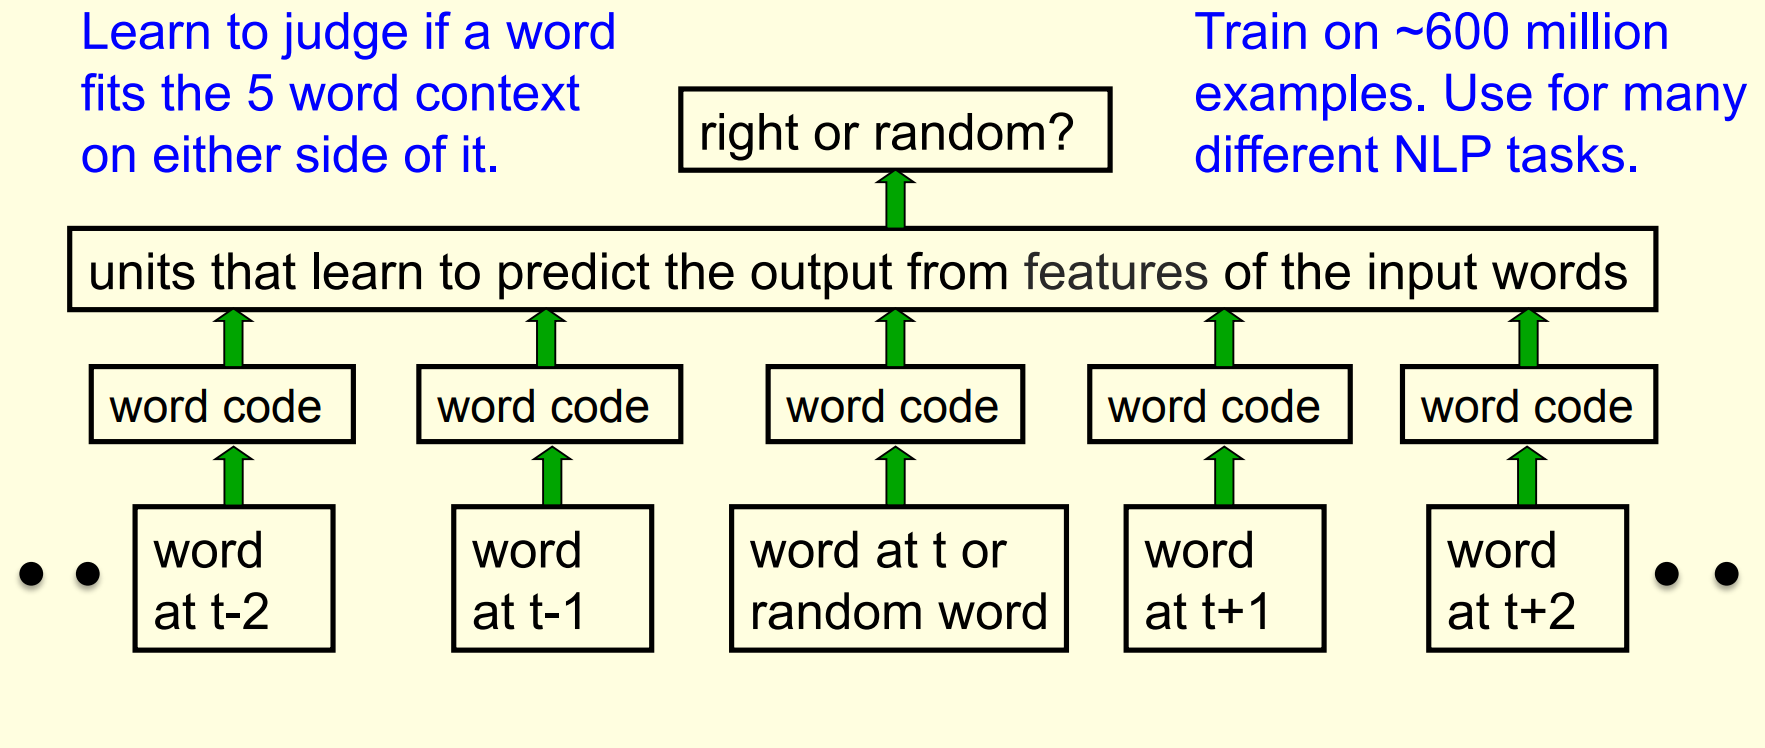 Learn to judge if a word
fits the 5 word context
on either side of it.
Train on ~600 million
examples. Use for many
different NLP tasks.
right or random?
units that learn to predict the output from features of the input words
word code
word code
word code
word code
word code
word
at t-2
word
at t-1
word at t or
random word
word
at t+1
word
at t+2